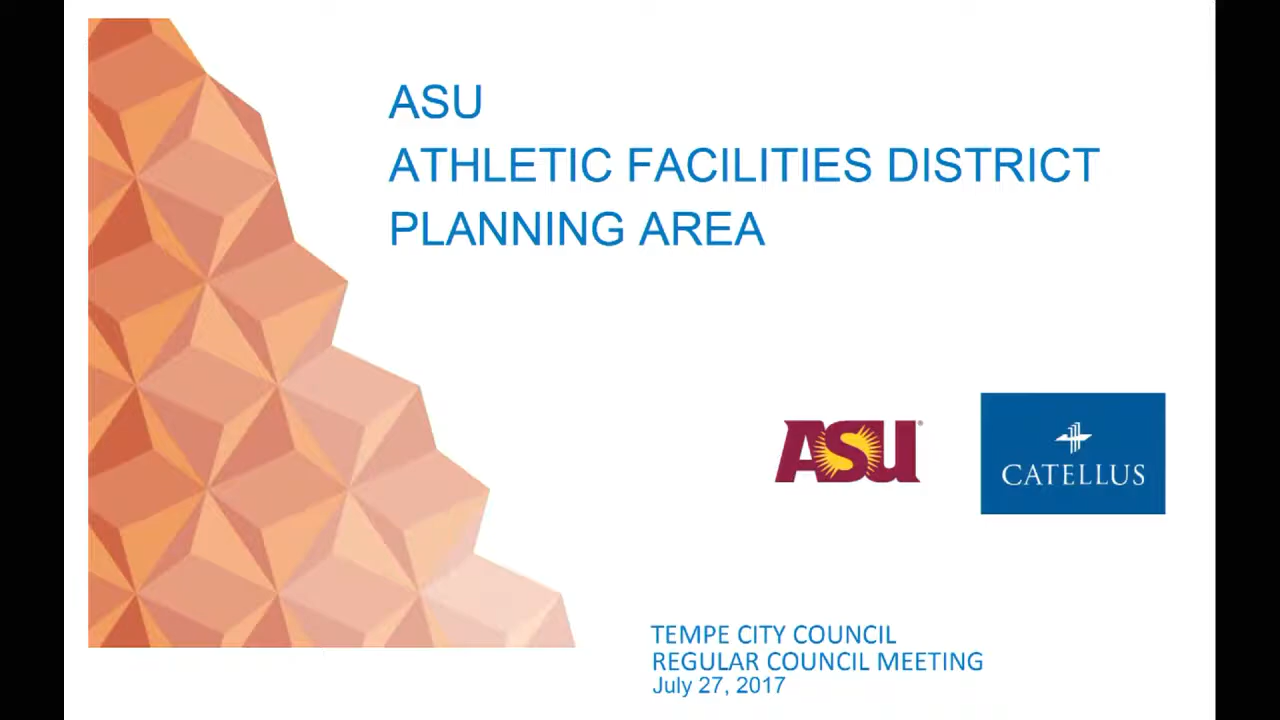 ASU
ATHLETIC FACILITIES DISTRICT
PLANNING AREA
ASU
CATELLUS
TEMPE CITY COUNCIL
REGULAR COUNCIL MEETING
July 27, 2017